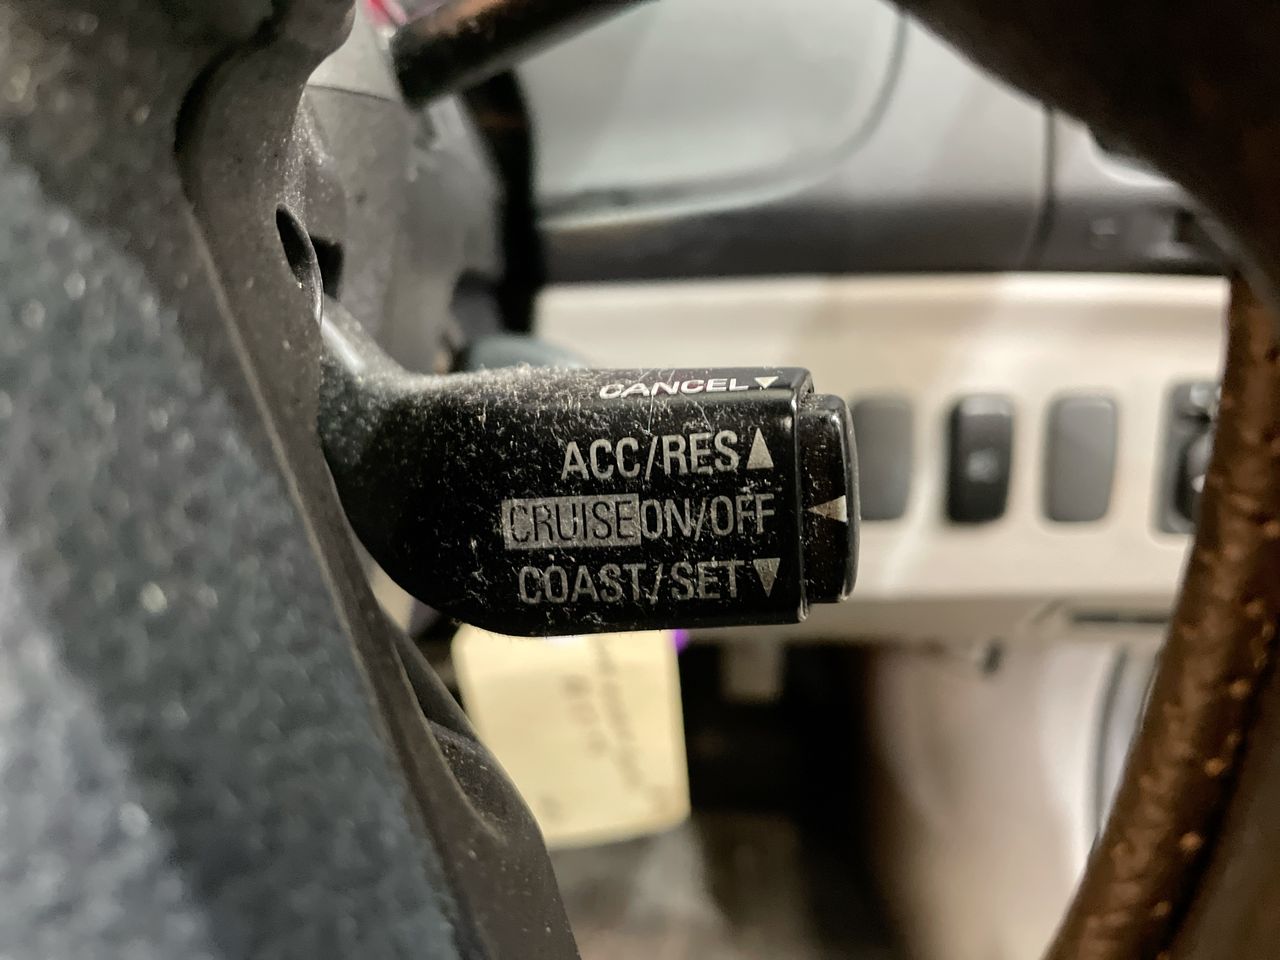 CANCEL▼
ACC/RES▲
CRUISE ON/OFF ◀
COAST/SET▼